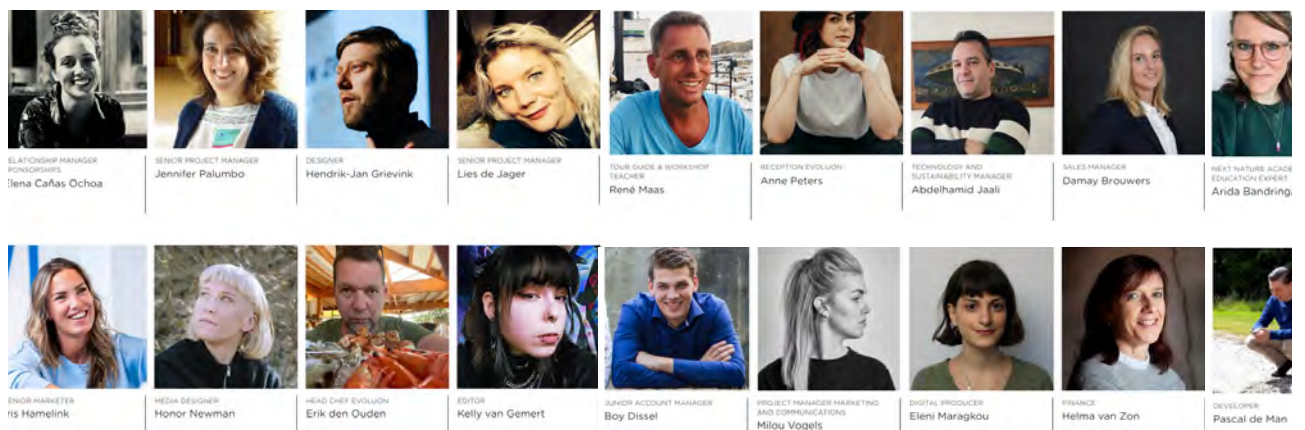 RELATIONSHIP MANAGER
SPONSORSHIPS
Elena Cañas Ochoa
SENIOR PROJECT MANAGER
Jennifer Palumbo
DESIGNER
Hendrik-Jan Grievink
SENIOR PROJECT MANAGER
Lies de Jager
TOUR GUIDE & WORKSHOP
TEACHER
René Maas
RECEPTION EVOLUON
Anne Peters
TECHNOLOGY AND
SUSTAINABILITY MANAGER
Abdelhamid Jaali
SALES MANAGER
Damay Brouwers
NEXT NATURE ACADE
EDUCATION EXPERT
Arida Bandringa
SENIOR MARKETER
ris Hamelink
MEDIA DESIGNER
Honor Newman
HEAD CHEF EVOLUON
Erik den Ouden
EDITOR
Kelly van Gemert
JUNIOR ACCOUNT MANAGER
Boy Dissel
PROJECT MANAGER MARKETING
AND COMMUNICATIONS
Milou Vogels
DIGITAL PRODUCER
Eleni Maragkou
FINANCE
Helma van Zon
DEVELOPER
Pascal de Man